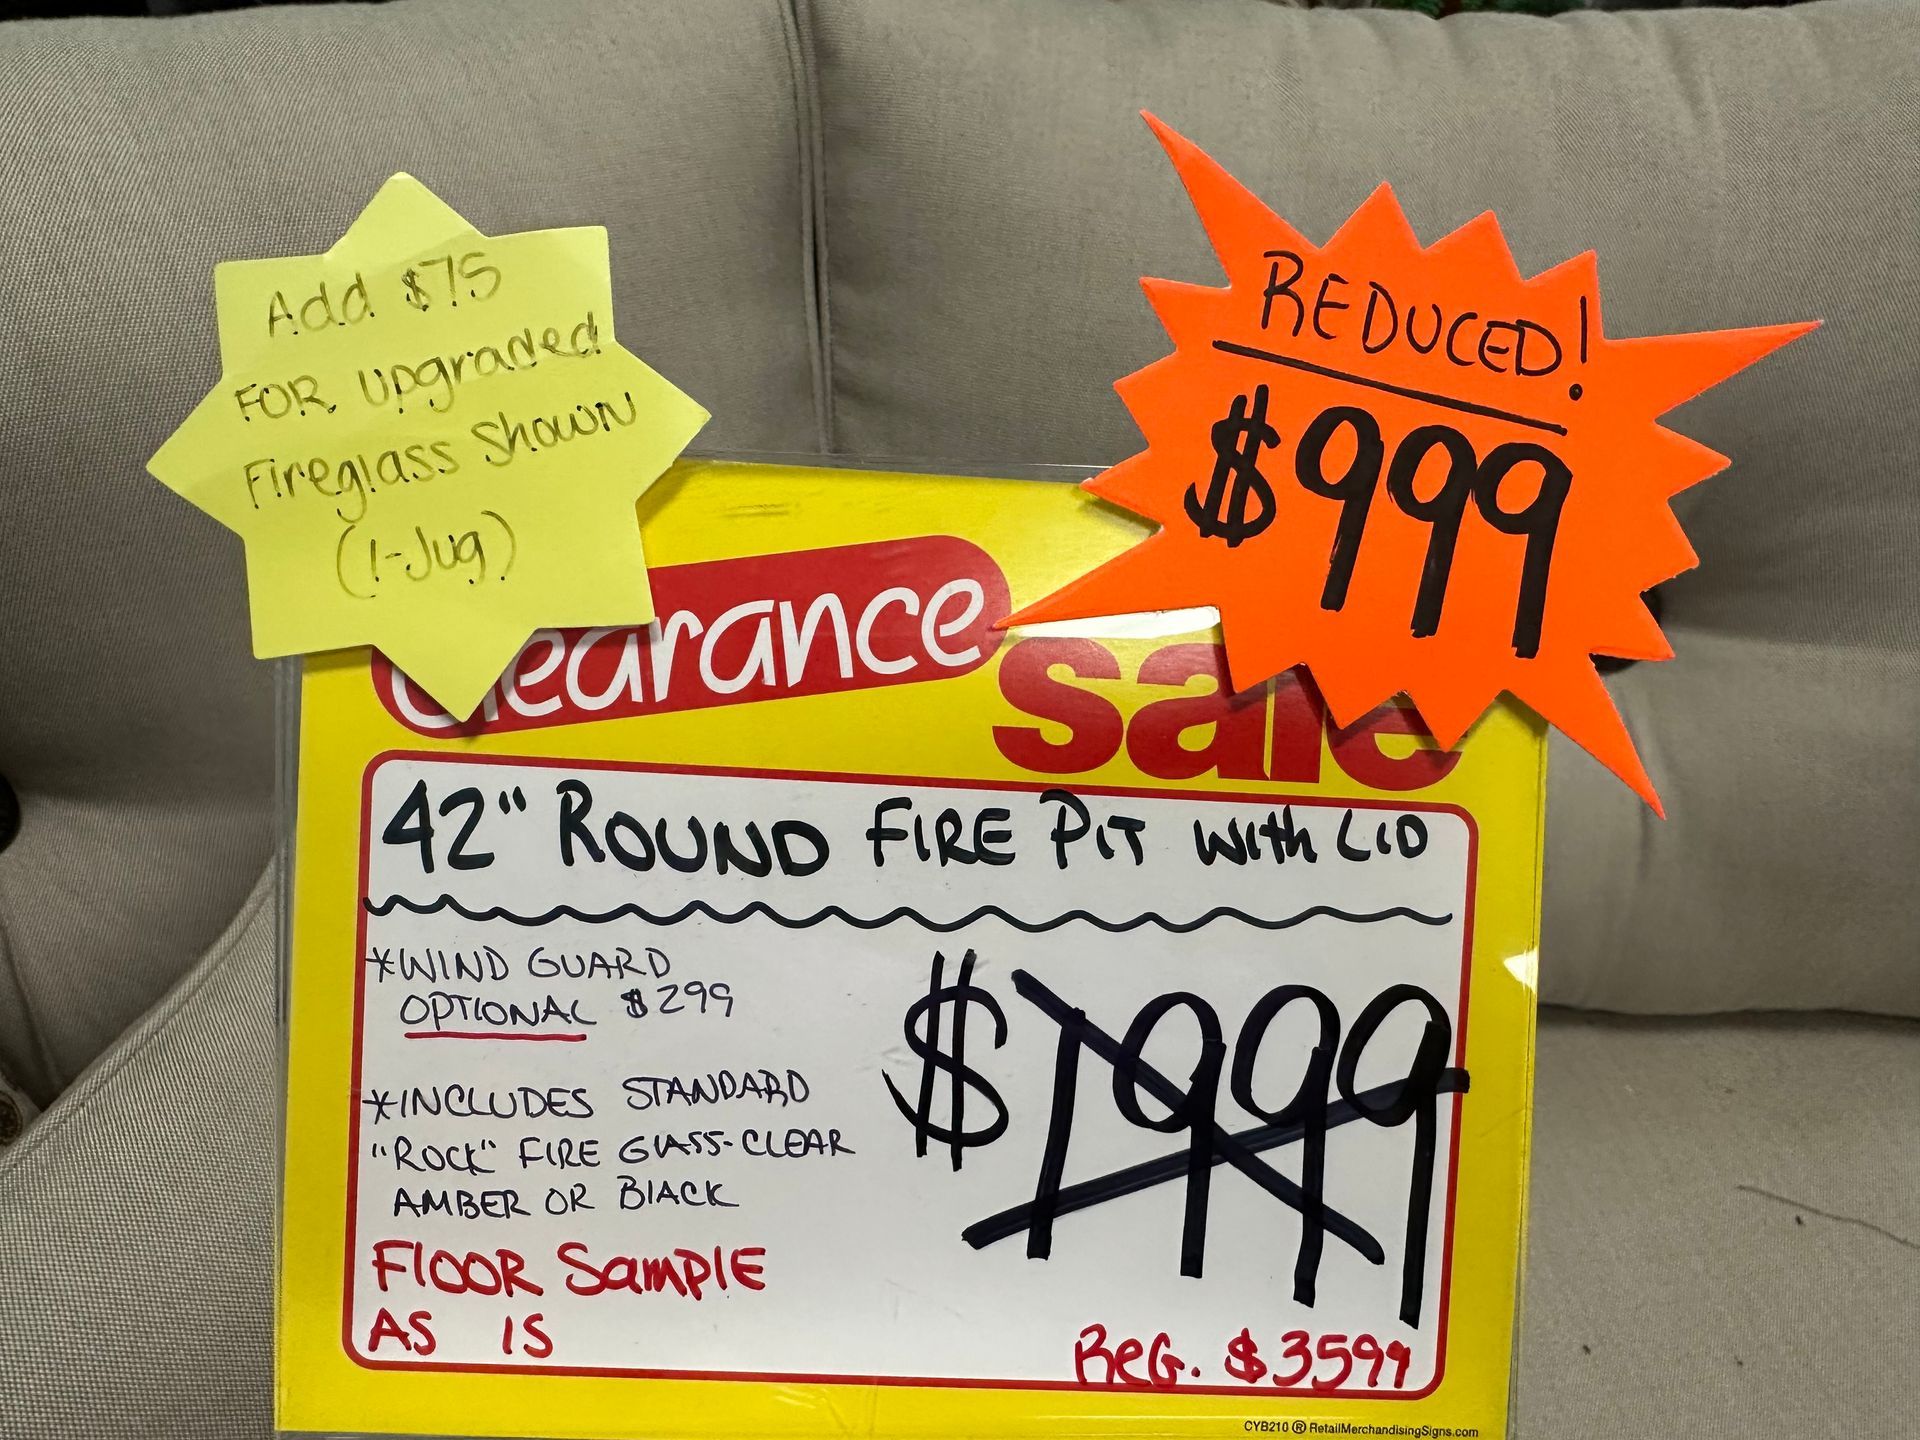 Add $75
FOR upgraded
Fireglass Shown
(1-Jug)
REDUCED!
$999
Clearance
sale
42" ROUND FIRE PIT WITH LID
*WIND GUARD
OPTIONAL $299
*INCLUDES STANDARD
"ROCK" FIRE GLASS-CLEAR
AMBER OR BLACK
$1999
FLOOR SAMPLE
AS IS
REG. $3599
CYB210 ® RetailMerchandisingSigns.com